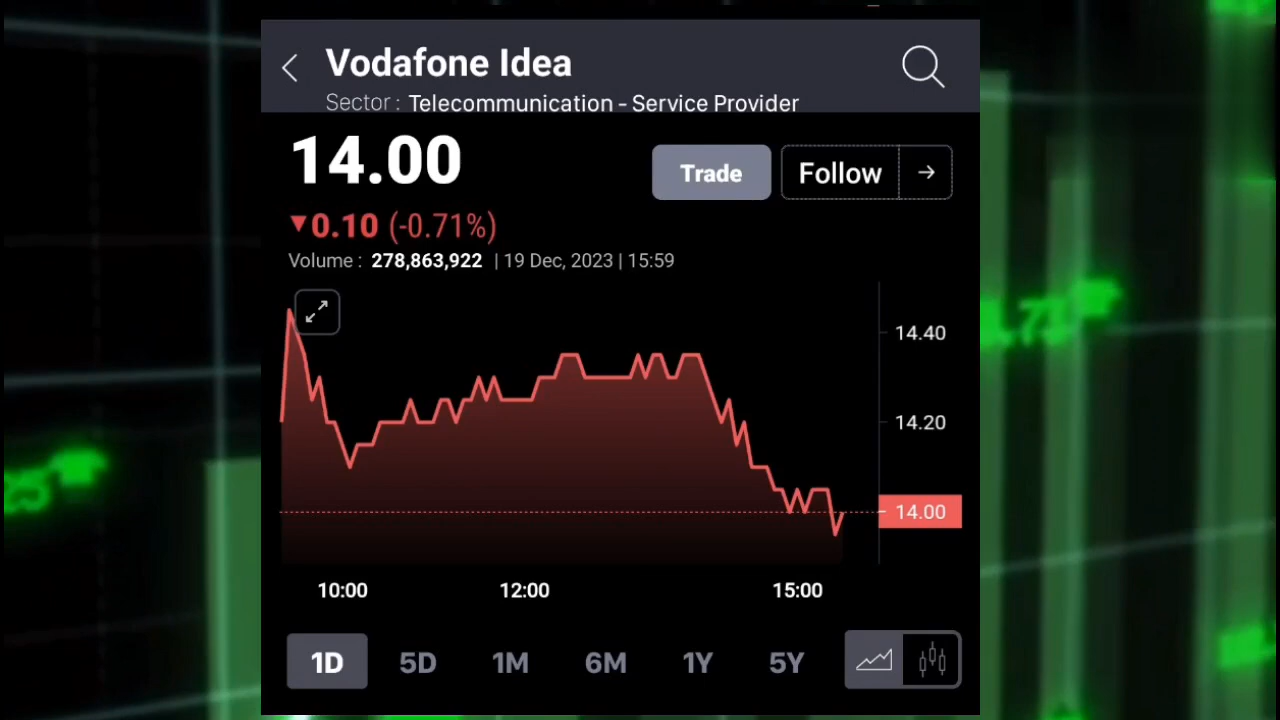 Vodafone Idea
Sector : Telecommunication - Service Provider
14.00
Trade
Follow →
▼0.10 (-0.71%)
Volume : 278,863,922 | 19 Dec, 2023 | 15:59
14.40
14.20
14.00
10:00 12:00 15:00
1D 5D 1M 6M 1Y 5Y